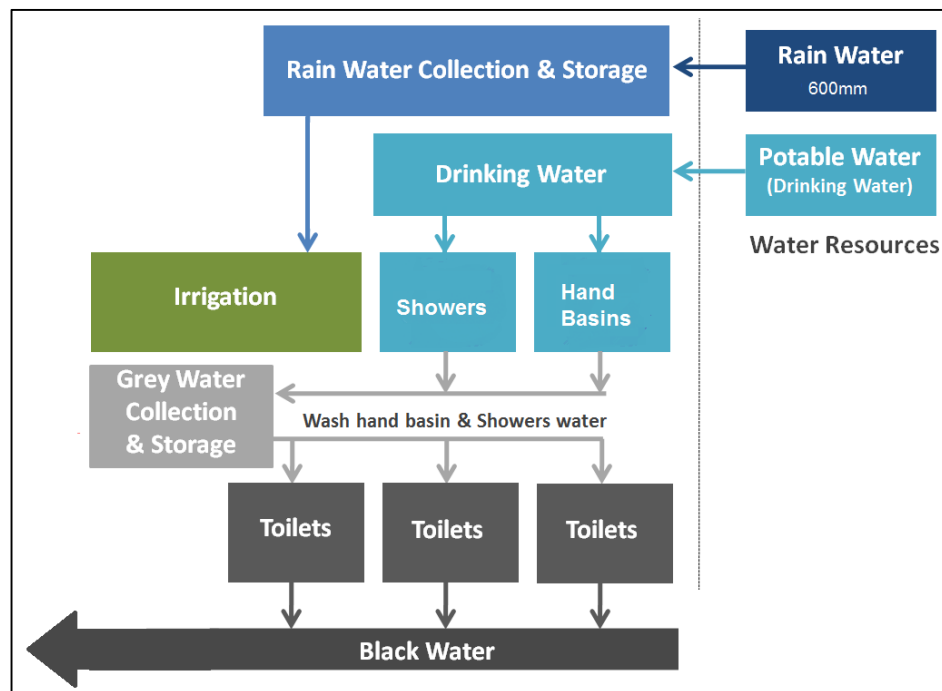 Rain Water Collection & Storage
Rain Water
600mm
Drinking Water
Potable Water
(Drinking Water)
Water Resources
Irrigation
Showers
Hand
Basins
Grey Water
Collection
& Storage
Wash hand basin & Showers water
Toilets
Toilets
Toilets
Black Water